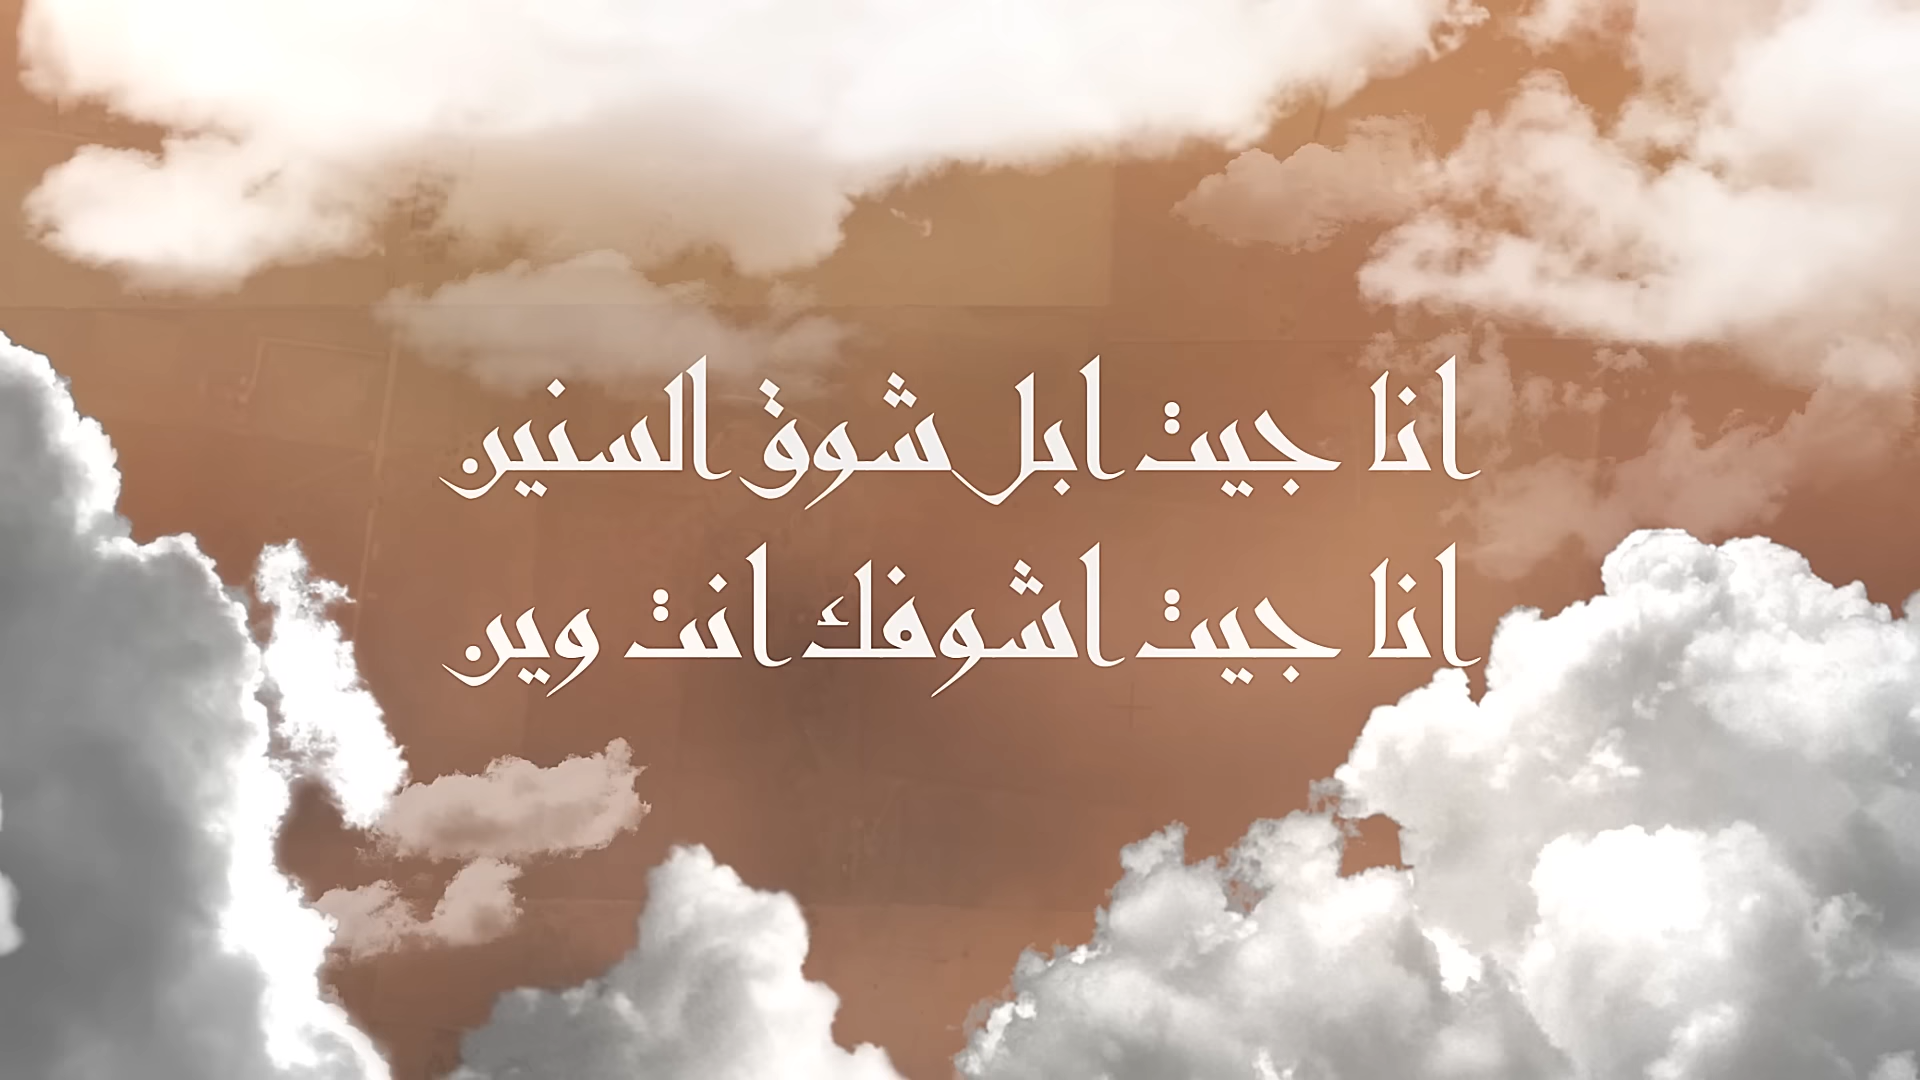 انا جيت ابل شوق السنين
انا جيت اشوفك انت وين